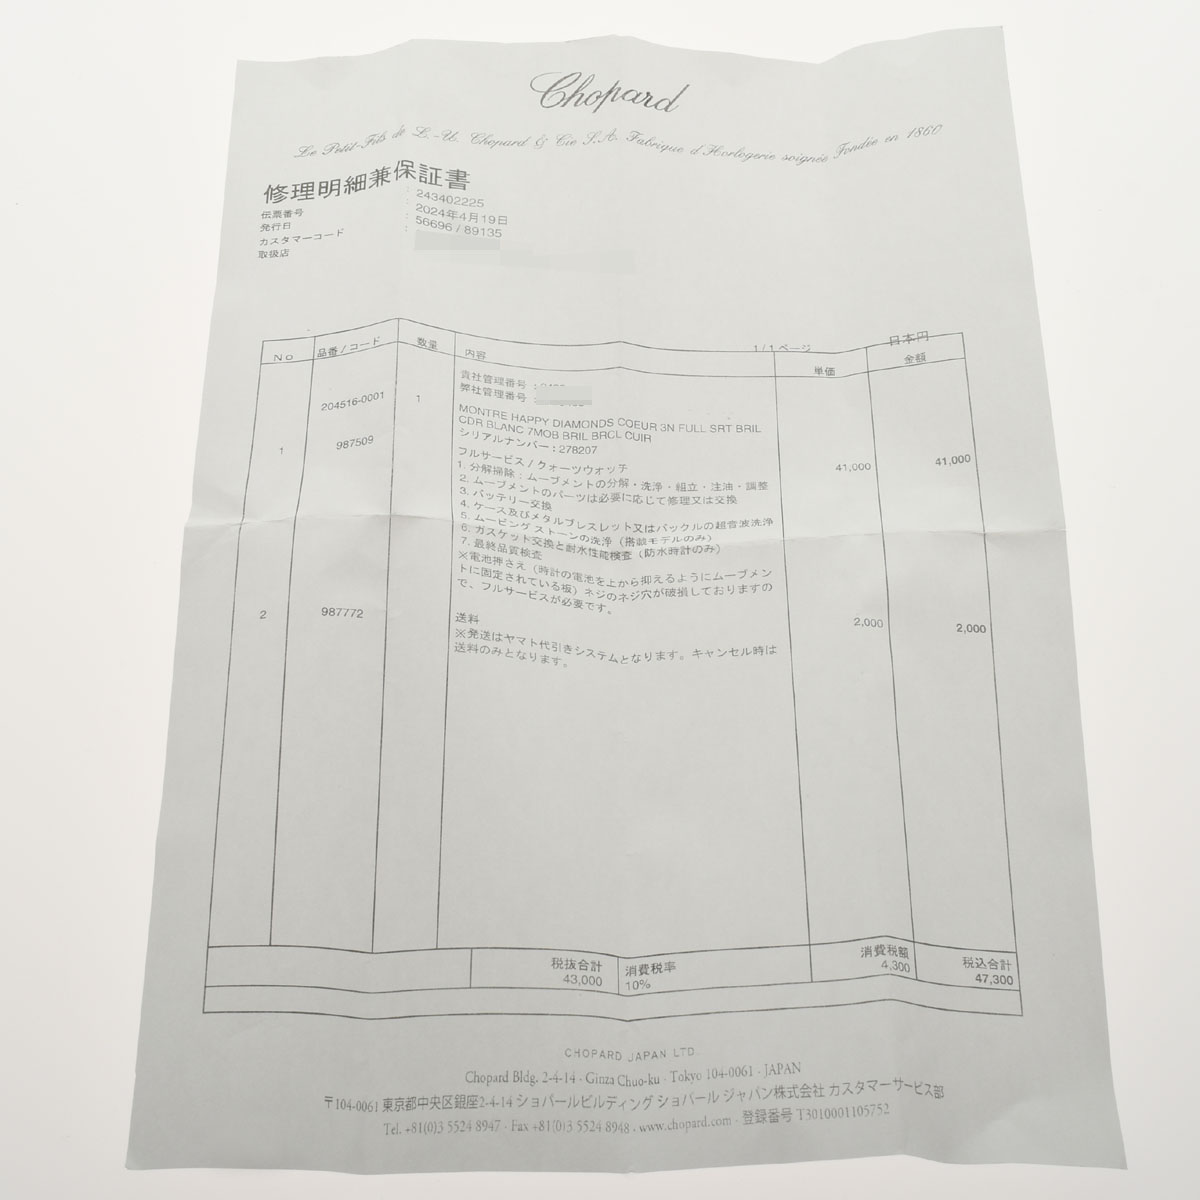 Chopard
Le Petit-Fils de L.-U. Chopard & Cie S.A. Fabrique d'Horlogerie soignée Fondée en 1860
修理明細兼保証書
伝票番号 : 243402225
発行日 : 2024年4月19日
カスタマーコード : 56696 / 89135
取扱店 :
1 / 1 ページ 日本円
No 品番 / コード 数量 内容 単価 金額
貴社管理番号 :
弊社管理番号 :
204516-0001 1
MONTRE HAPPY DIAMONDS COEUR 3N FULL SRT BRIL
CDR BLANC 7MOB BRIL BRCL CUIR
シリアルナンバー : 278207
1 987509 フルサービス / クォーツウォッチ 41,000 41,000
1. 分解掃除 : ムーブメントの分解・洗浄・組立・注油・調整
2. ムーブメントのパーツは必要に応じて修理又は交換
3. バッテリー交換
4. ケース及びメタルブレスレット又はバックルの超音波洗浄
5. ムービングストーンの洗浄 (搭載モデルのみ)
6. ガスケット交換と耐水性能検査 (防水時計のみ)
7. 最終品質検査
※電池押さえ (時計の電池を上から抑えるようにムーブメン
トに固定されている板) ネジのネジ穴が破損しておりますの
で、フルサービスが必要です。
2 987772 送料 2,000 2,000
※発送はヤマト代引きシステムとなります。キャンセル時は
送料のみとなります。
税抜合計 消費税率 消費税額 税込合計
43,000 10% 4,300 47,300
CHOPARD JAPAN LTD.
Chopard Bldg. 2-4-14 · Ginza Chuo-ku · Tokyo 104-0061 · JAPAN
〒104-0061 東京都中央区銀座2-4-14 ショパールビルディング ショパール ジャパン株式会社 カスタマーサービス部
Tel. +81(0)3 5524 8947 · Fax +81(0)3 5524 8948 · www.chopard.com · 登録番号 T3010001105752